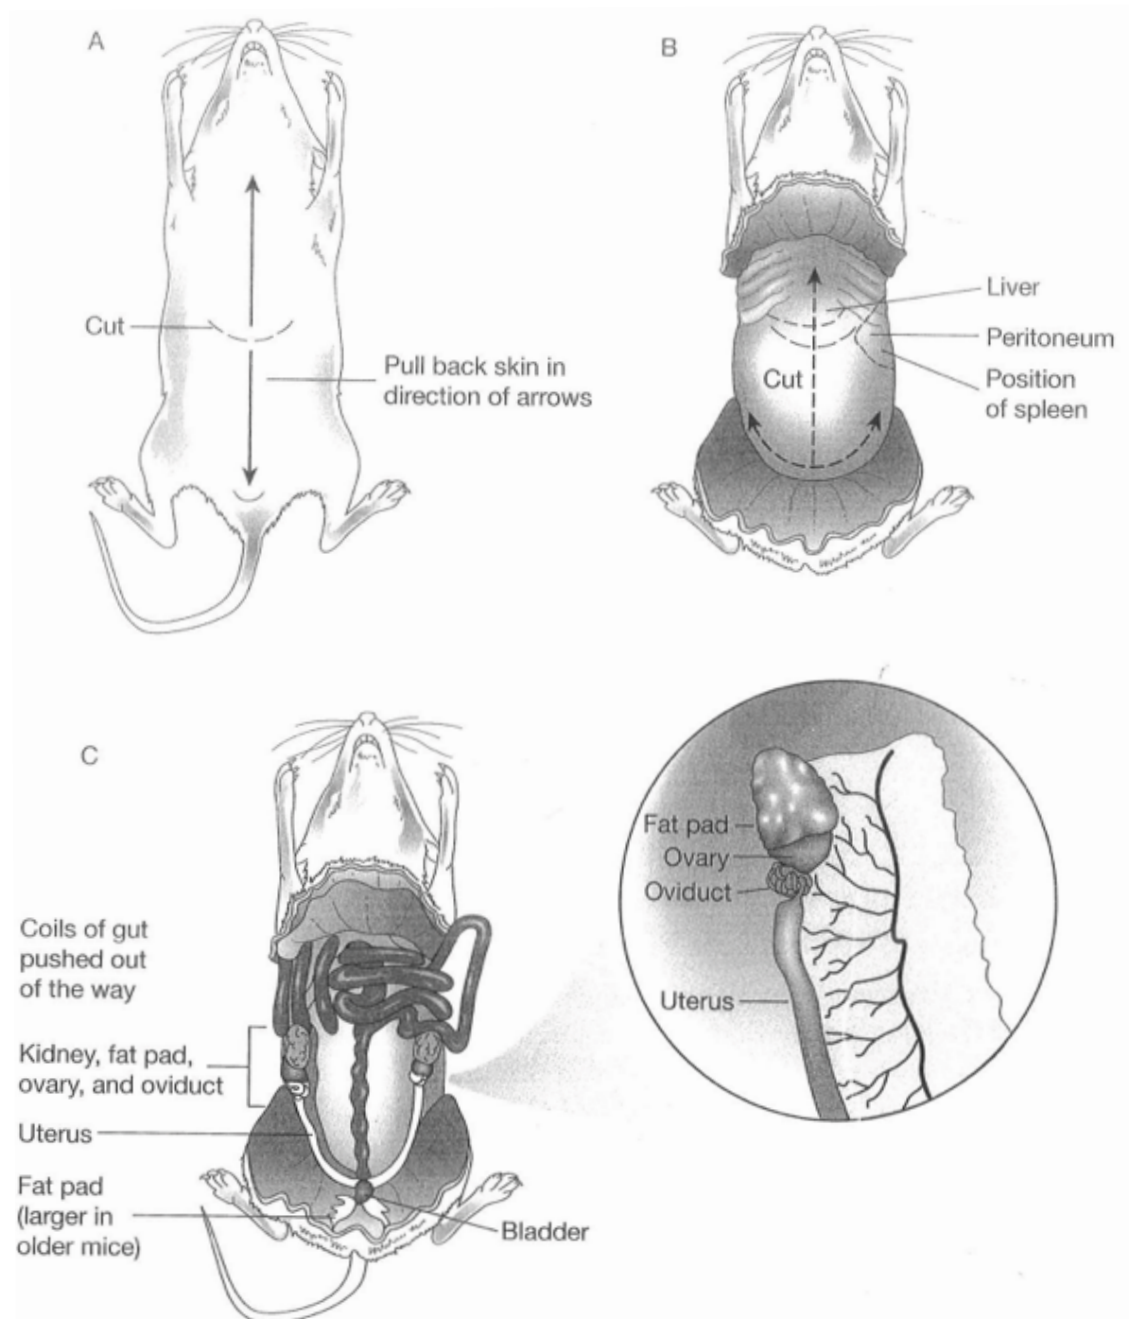 A
Cut
Pull back skin in
direction of arrows
B
Liver
Peritoneum
Position
of spleen
Cut
C
Coils of gut
pushed out
of the way
Kidney, fat pad,
ovary, and oviduct
Uterus
Fat pad
(larger in
older mice)
Bladder
Fat pad
Ovary
Oviduct
Uterus